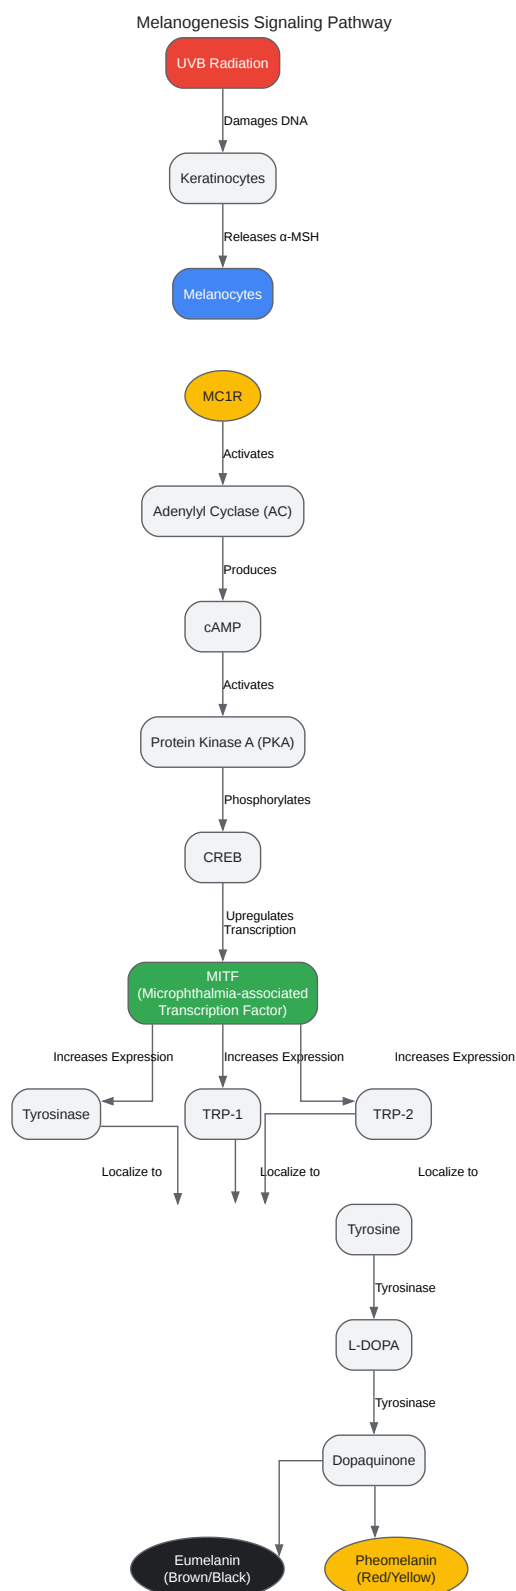 Melanogenesis Signaling Pathway
UVB Radiation
Damages DNA
Keratinocytes
Releases α-MSH
Melanocytes
MC1R
Activates
Adenylyl Cyclase (AC)
Produces
cAMP
Activates
Protein Kinase A (PKA)
Phosphorylates
CREB
Upregulates
Transcription
MITF
(Microphthalmia-associated
Transcription Factor)
Increases Expression
Increases Expression
Increases Expression
Tyrosinase
TRP-1
TRP-2
Localize to
Localize to
Localize to
Tyrosine
Tyrosinase
L-DOPA
Tyrosinase
Dopaquinone
Eumelanin
(Brown/Black)
Pheomelanin
(Red/Yellow)